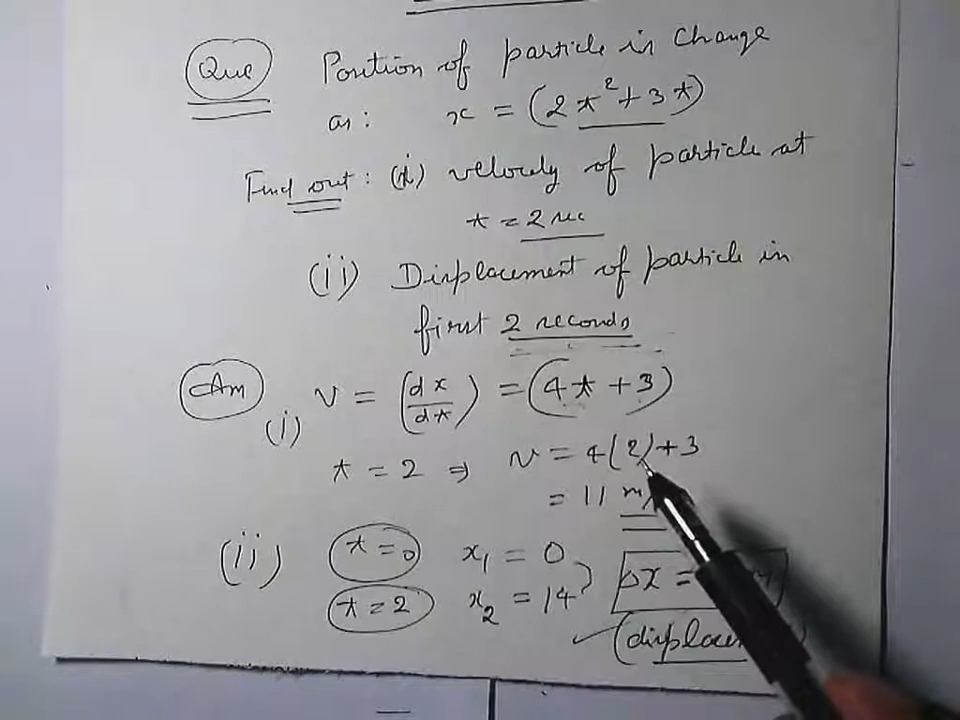 Que Position of particle is change
as: x = (2t² + 3t)
Find out: (i) velocity of particle at
t = 2 sec
(ii) Displacement of particle in
first 2 seconds
Ans (i) v = (dx/dt) = (4t + 3)
t = 2 ⇒ v = 4(2) + 3
= 11 m/
(ii) t = 0 x₁ = 0
t = 2 x₂ = 14 } Δx =
(displacem